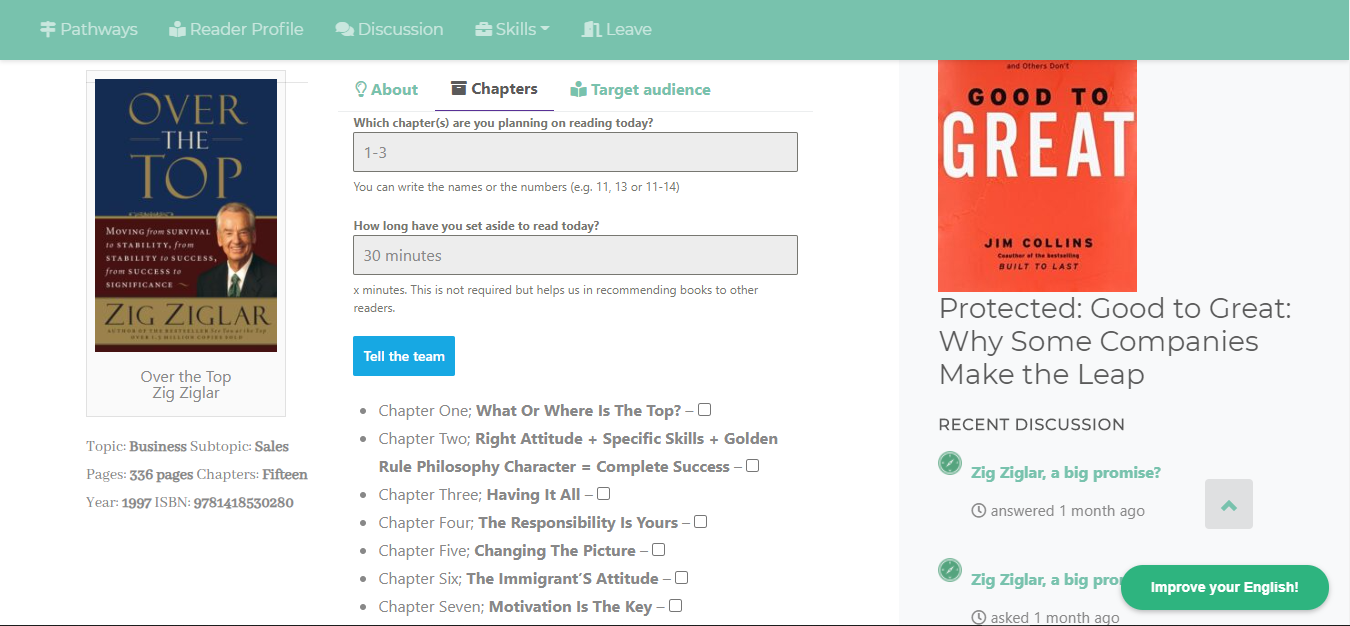 Pathways
Reader Profile
Discussion
Skills
Leave
OVER
THE
TOP
MOVING from SURVIVAL
to STABILITY, from
STABILITY to SUCCESS,
from SUCCESS to
SIGNIFICANCE
ZIG ZIGLAR
AUTHOR OF THE BESTSELLER See You at the Top
OVER 1.5 MILLION COPIES SOLD
Over the Top
Zig Ziglar
Topic: Business Subtopic: Sales
Pages: 336 pages Chapters: Fifteen
Year: 1997 ISBN: 9781418530280
About
Chapters
Target audience
Which chapter(s) are you planning on reading today?
1-3
You can write the names or the numbers (e.g. 11, 13 or 11-14)
How long have you set aside to read today?
30 minutes
x minutes. This is not required but helps us in recommending books to other
readers.
Tell the team
• Chapter One; What Or Where Is The Top? –
• Chapter Two; Right Attitude + Specific Skills + Golden
Rule Philosophy Character = Complete Success –
• Chapter Three; Having It All –
• Chapter Four; The Responsibility Is Yours –
• Chapter Five; Changing The Picture –
• Chapter Six; The Immigrant’S Attitude –
• Chapter Seven; Motivation Is The Key –
and Others Don't
GOOD TO
GREAT
JIM COLLINS
Coauthor of the bestselling
BUILT TO LAST
Protected: Good to Great:
Why Some Companies
Make the Leap
RECENT DISCUSSION
Zig Ziglar, a big promise?
answered 1 month ago
Zig Ziglar, a big pro
asked 1 month ago
Improve your English!